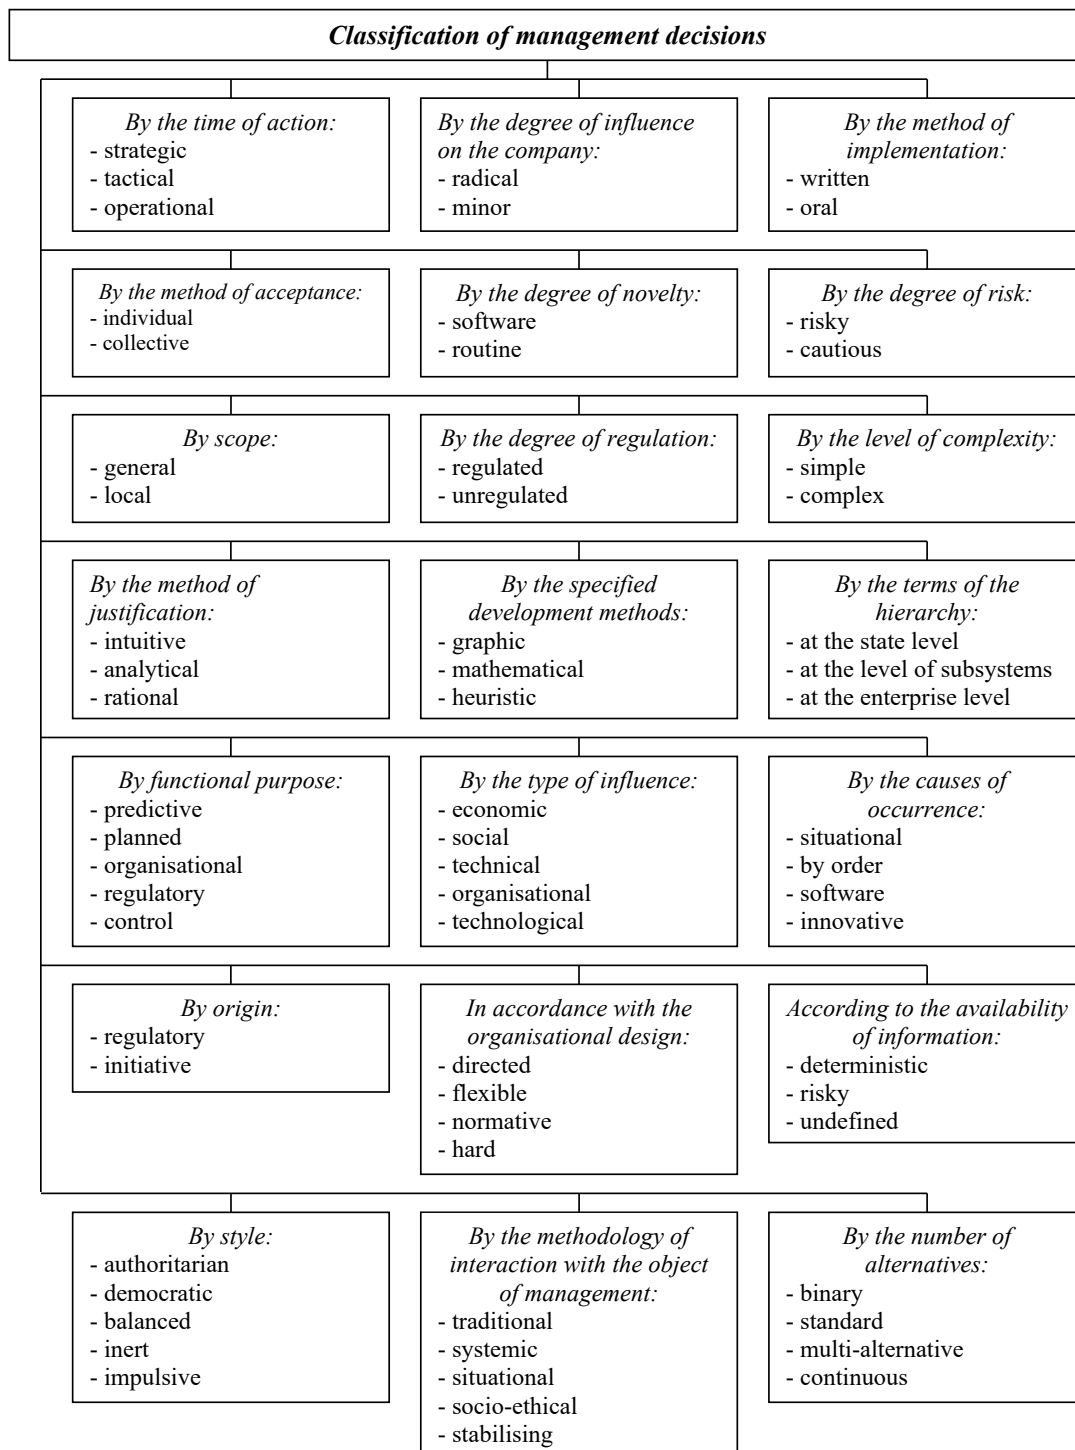 Classification of management decisions
By the time of action:
- strategic
- tactical
- operational
By the degree of influence
on the company:
- radical
- minor
By the method of
implementation:
- written
- oral
By the method of acceptance:
- individual
- collective
By the degree of novelty:
- software
- routine
By the degree of risk:
- risky
- cautious
By scope:
- general
- local
By the degree of regulation:
- regulated
- unregulated
By the level of complexity:
- simple
- complex
By the method of
justification:
- intuitive
- analytical
- rational
By the specified
development methods:
- graphic
- mathematical
- heuristic
By the terms of the
hierarchy:
- at the state level
- at the level of subsystems
- at the enterprise level
By functional purpose:
- predictive
- planned
- organisational
- regulatory
- control
By the type of influence:
- economic
- social
- technical
- organisational
- technological
By the causes of
occurrence:
- situational
- by order
- software
- innovative
By origin:
- regulatory
- initiative
In accordance with the
organisational design:
- directed
- flexible
- normative
- hard
According to the availability
of information:
- deterministic
- risky
- undefined
By style:
- authoritarian
- democratic
- balanced
- inert
- impulsive
By the methodology of
interaction with the object
of management:
- traditional
- systemic
- situational
- socio-ethical
- stabilising
By the number of
alternatives:
- binary
- standard
- multi-alternative
- continuous